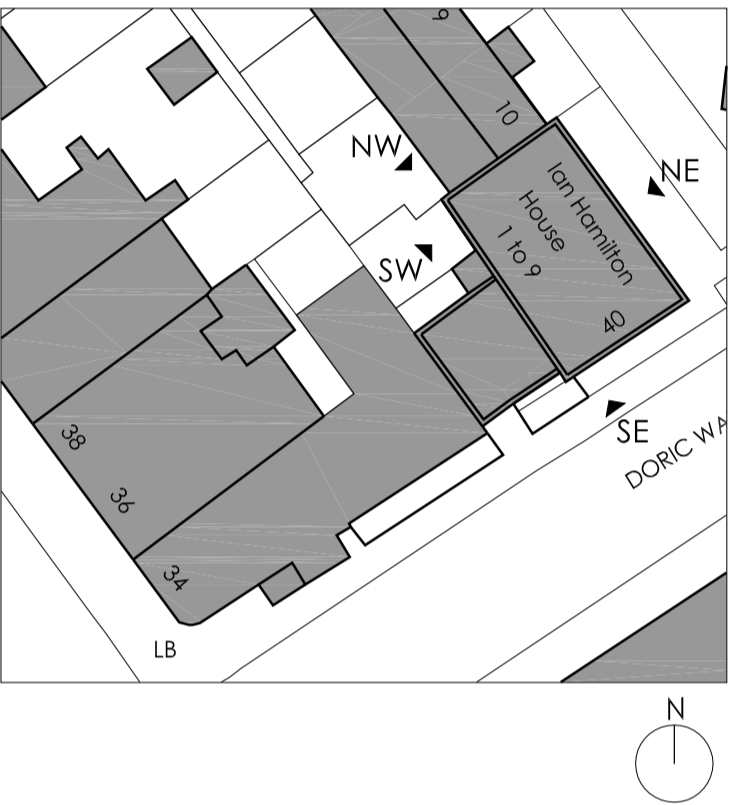 9
10
NW
NE
Ian Hamilton
House
1 to 9
SW
40
SE
DORIC WA
38
36
34
LB
N